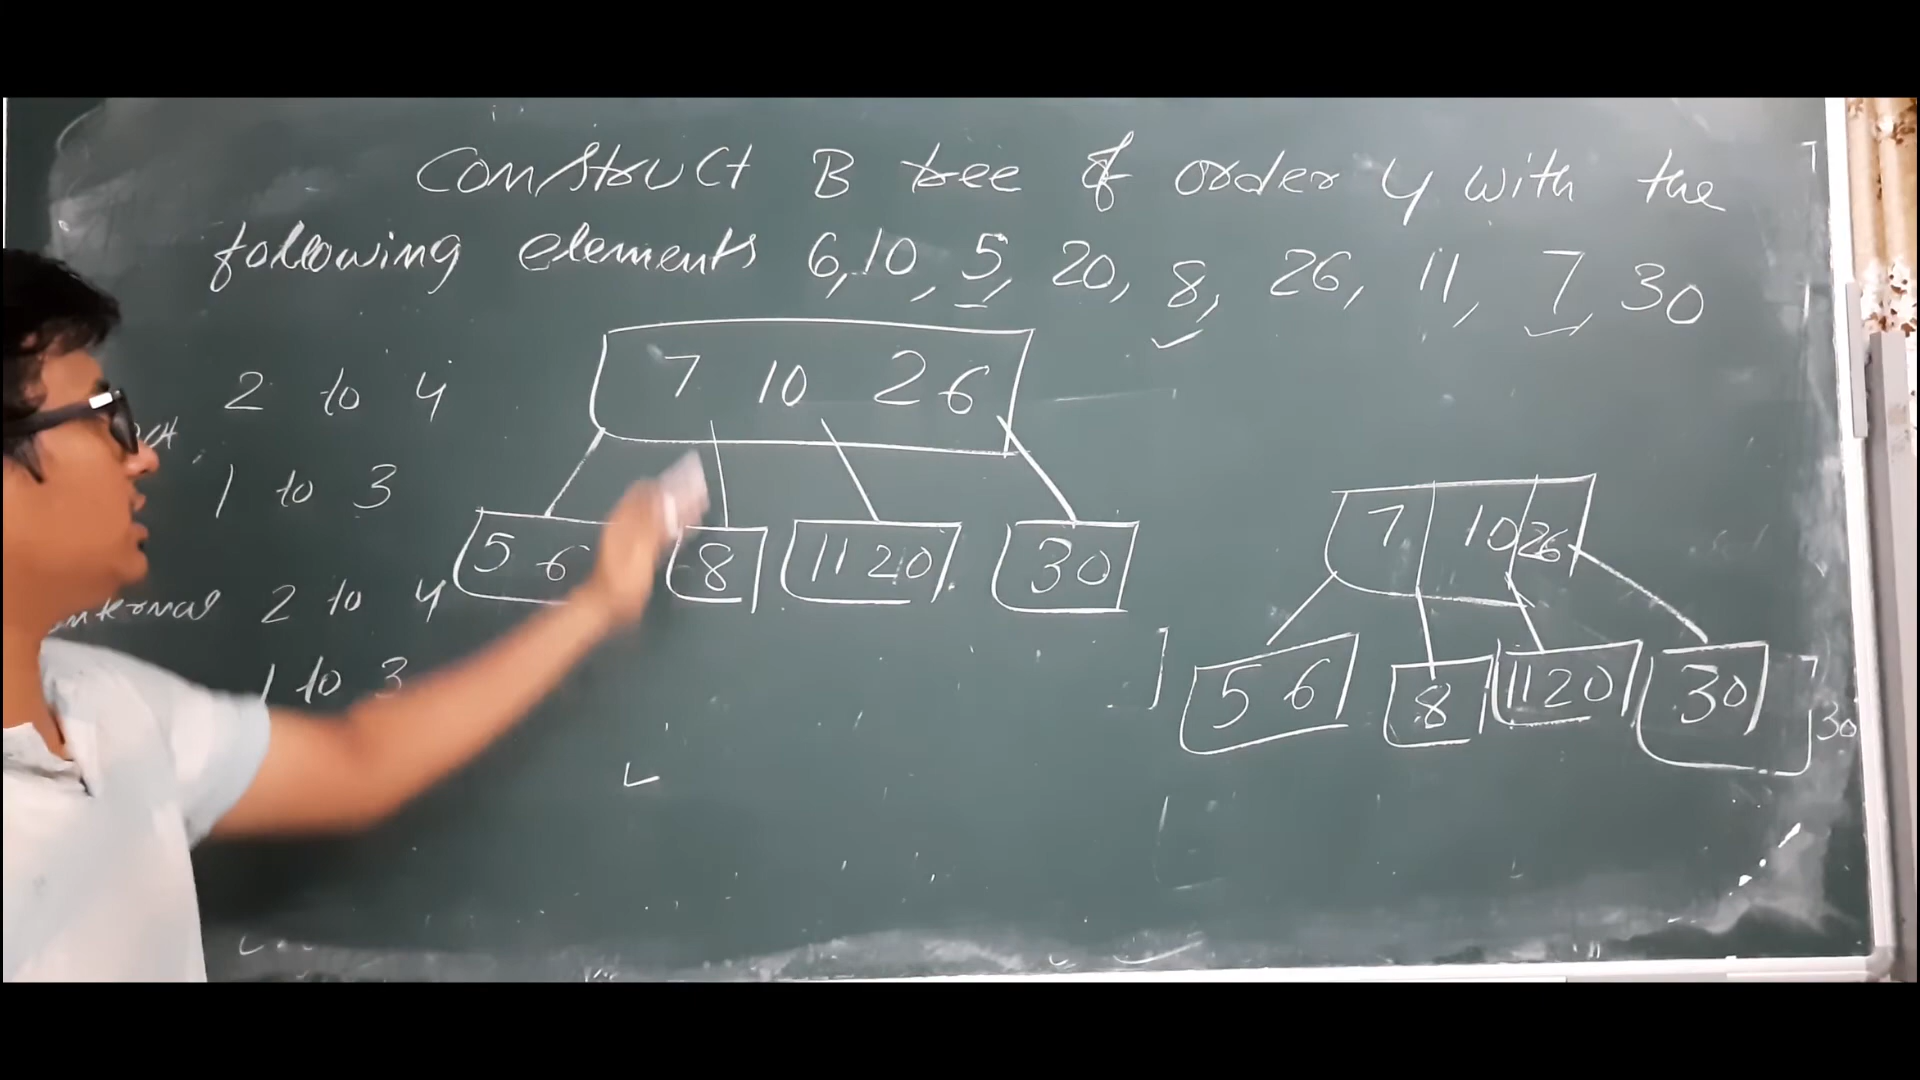 Construct B tree of order 4 with the
following elements 6, 10, 5, 20, 8, 26, 11, 7, 30
2 to 4
1 to 3
internal 2 to 4
1 to 3
7 10 26
5 6 8 11 20 30
7 10 26
5 6 8 11 20 30
30